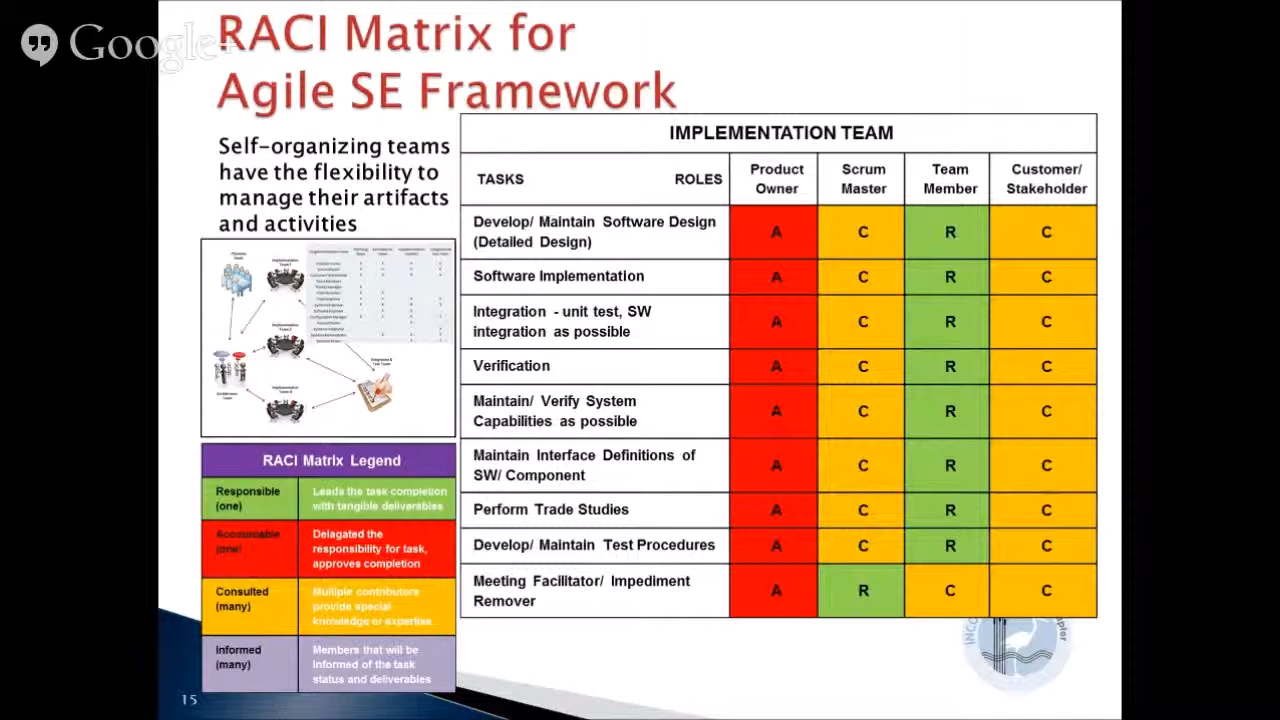 Google+
RACI Matrix for
Agile SE Framework
Self-organizing teams
have the flexibility to
manage their artifacts
and activities
IMPLEMENTATION TEAM
TASKS ROLES Product Owner Scrum Master Team Member Customer/ Stakeholder
Develop/ Maintain Software Design
(Detailed Design) A C R C
Software Implementation A C R C
Integration - unit test, SW
integration as possible A C R C
Verification A C R C
Maintain/ Verify System
Capabilities as possible A C R C
Maintain Interface Definitions of
SW/ Component A C R C
Perform Trade Studies A C R C
Develop/ Maintain Test Procedures A C R C
Meeting Facilitator/ Impediment
Remover A R C C
RACI Matrix Legend
Responsible
(one)
Leads the task completion
with tangible deliverables
Accountable
(one)
Delagated the
responsibility for task,
approves completion
Consulted
(many)
Multiple contributors
provide special
knowledge or expertise.
Informed
(many)
Members that will be
informed of the task
status and deliverables
15